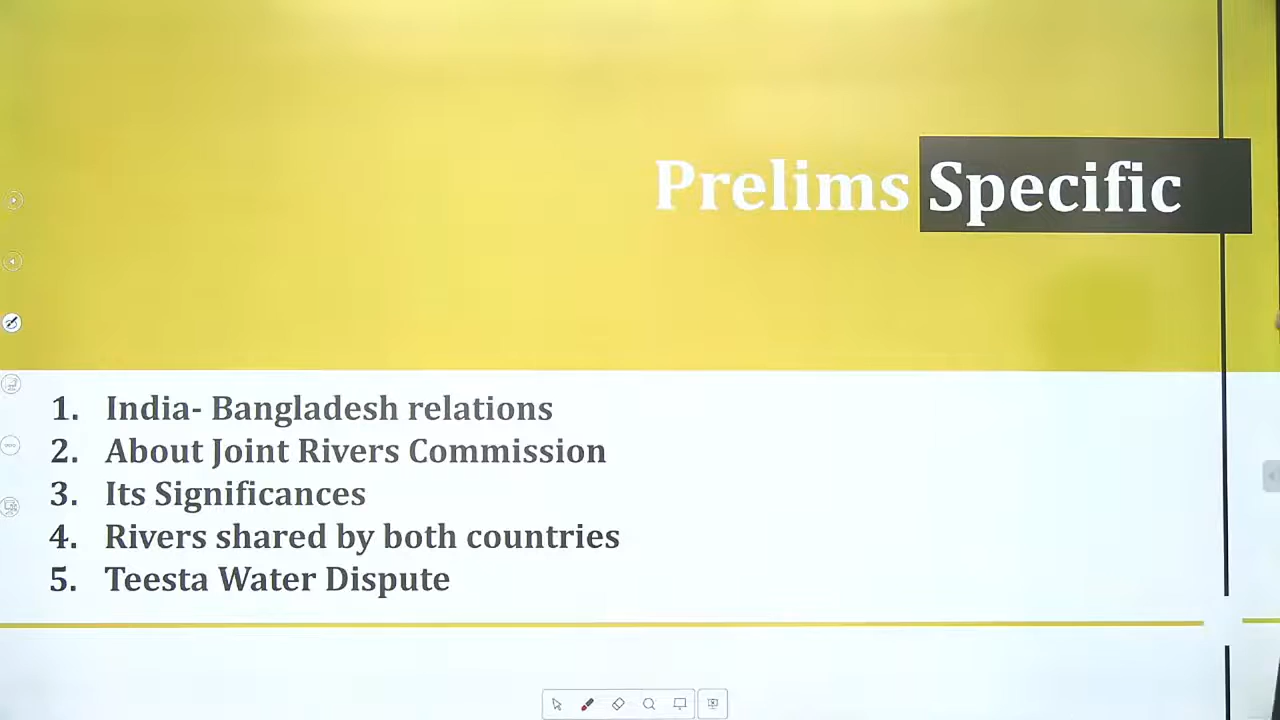 Prelims Specific
1. India- Bangladesh relations
2. About Joint Rivers Commission
3. Its Significances
4. Rivers shared by both countries
5. Teesta Water Dispute